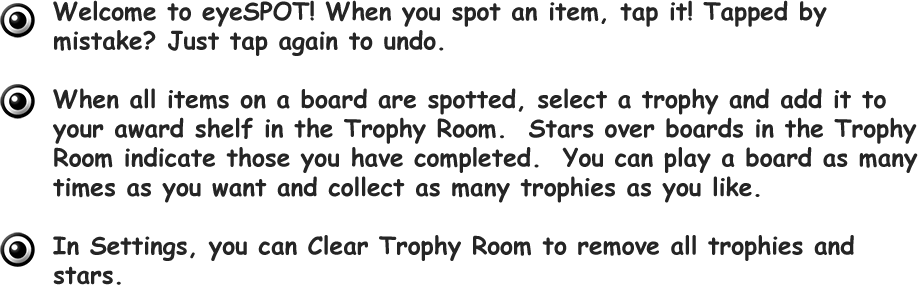 Welcome to eyeSPOT! When you spot an item, tap it! Tapped by
mistake? Just tap again to undo.
When all items on a board are spotted, select a trophy and add it to
your award shelf in the Trophy Room.  Stars over boards in the Trophy
Room indicate those you have completed.  You can play a board as many
times as you want and collect as many trophies as you like.
In Settings, you can Clear Trophy Room to remove all trophies and
stars.